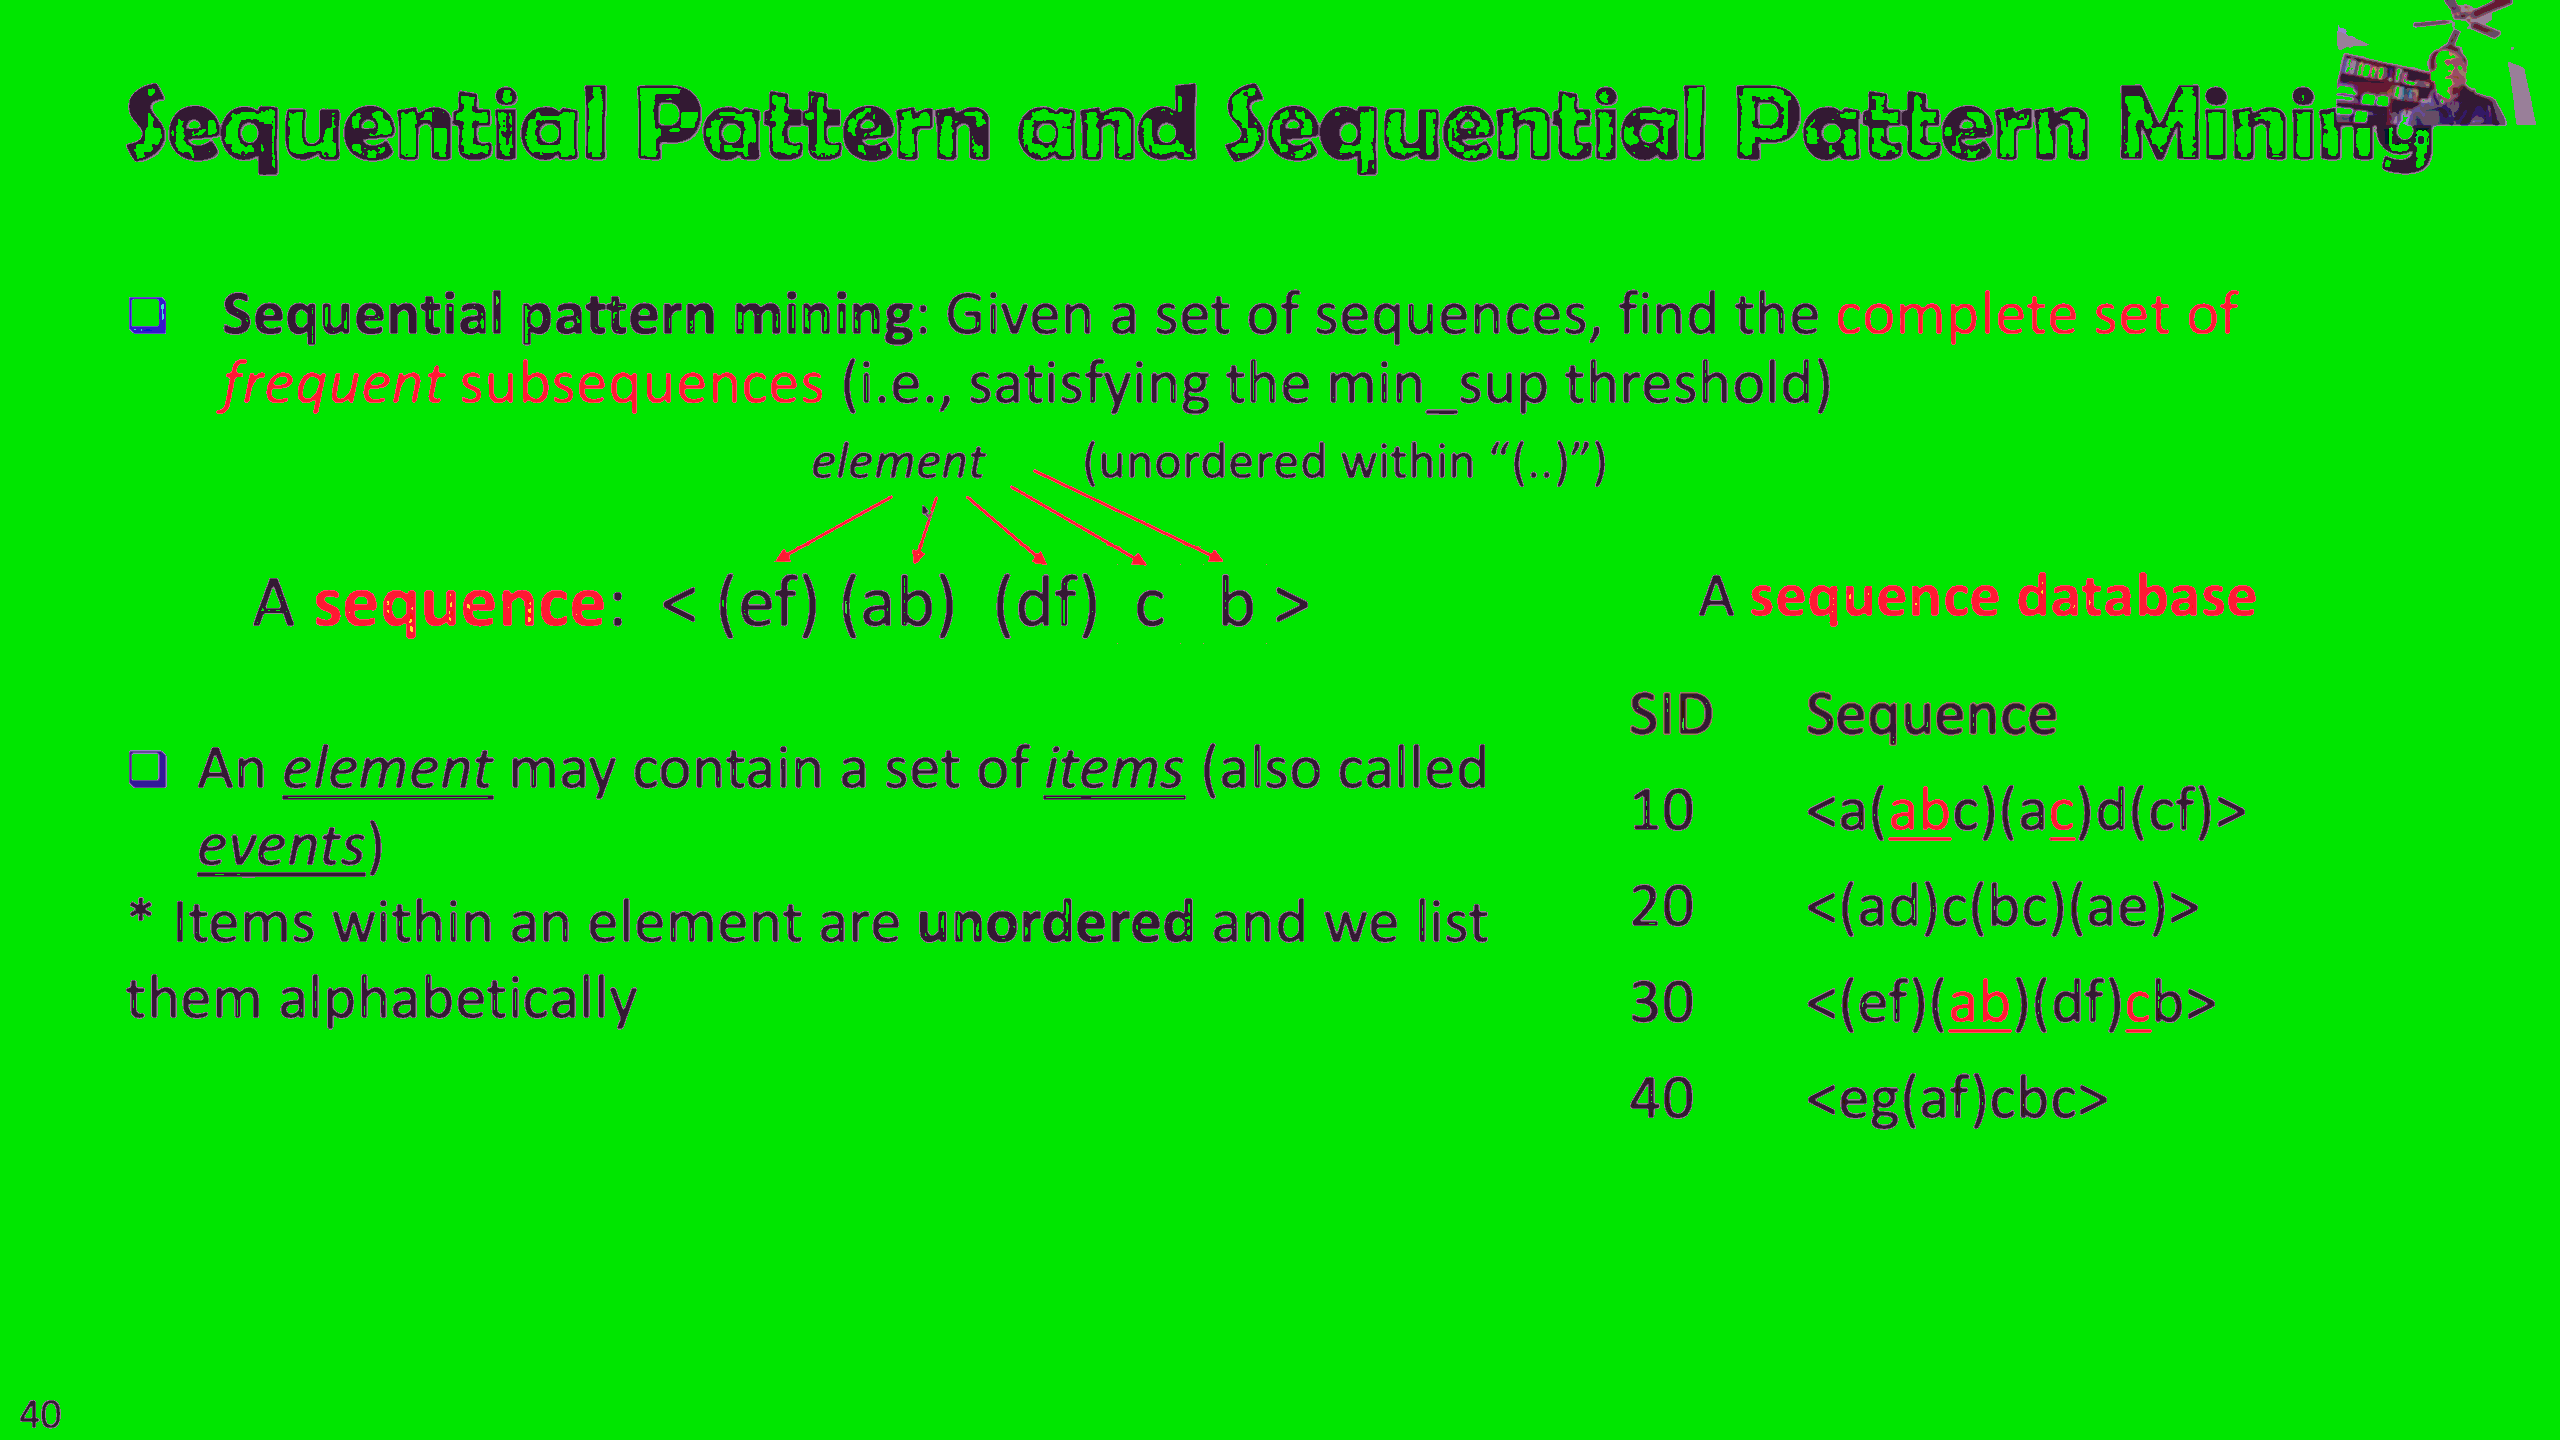 Sequential Pattern and Sequential Pattern Mining
❑ Sequential pattern mining: Given a set of sequences, find the complete set of
frequent subsequences (i.e., satisfying the min_sup threshold)
element (unordered within “(..)”)
A sequence: < (ef) (ab) (df) c b >
❑ An element may contain a set of items (also called
events)
* Items within an element are unordered and we list
them alphabetically
A sequence database
SID Sequence
10 <a(abc)(ac)d(cf)>
20 <(ad)c(bc)(ae)>
30 <(ef)(ab)(df)cb>
40 <eg(af)cbc>
40